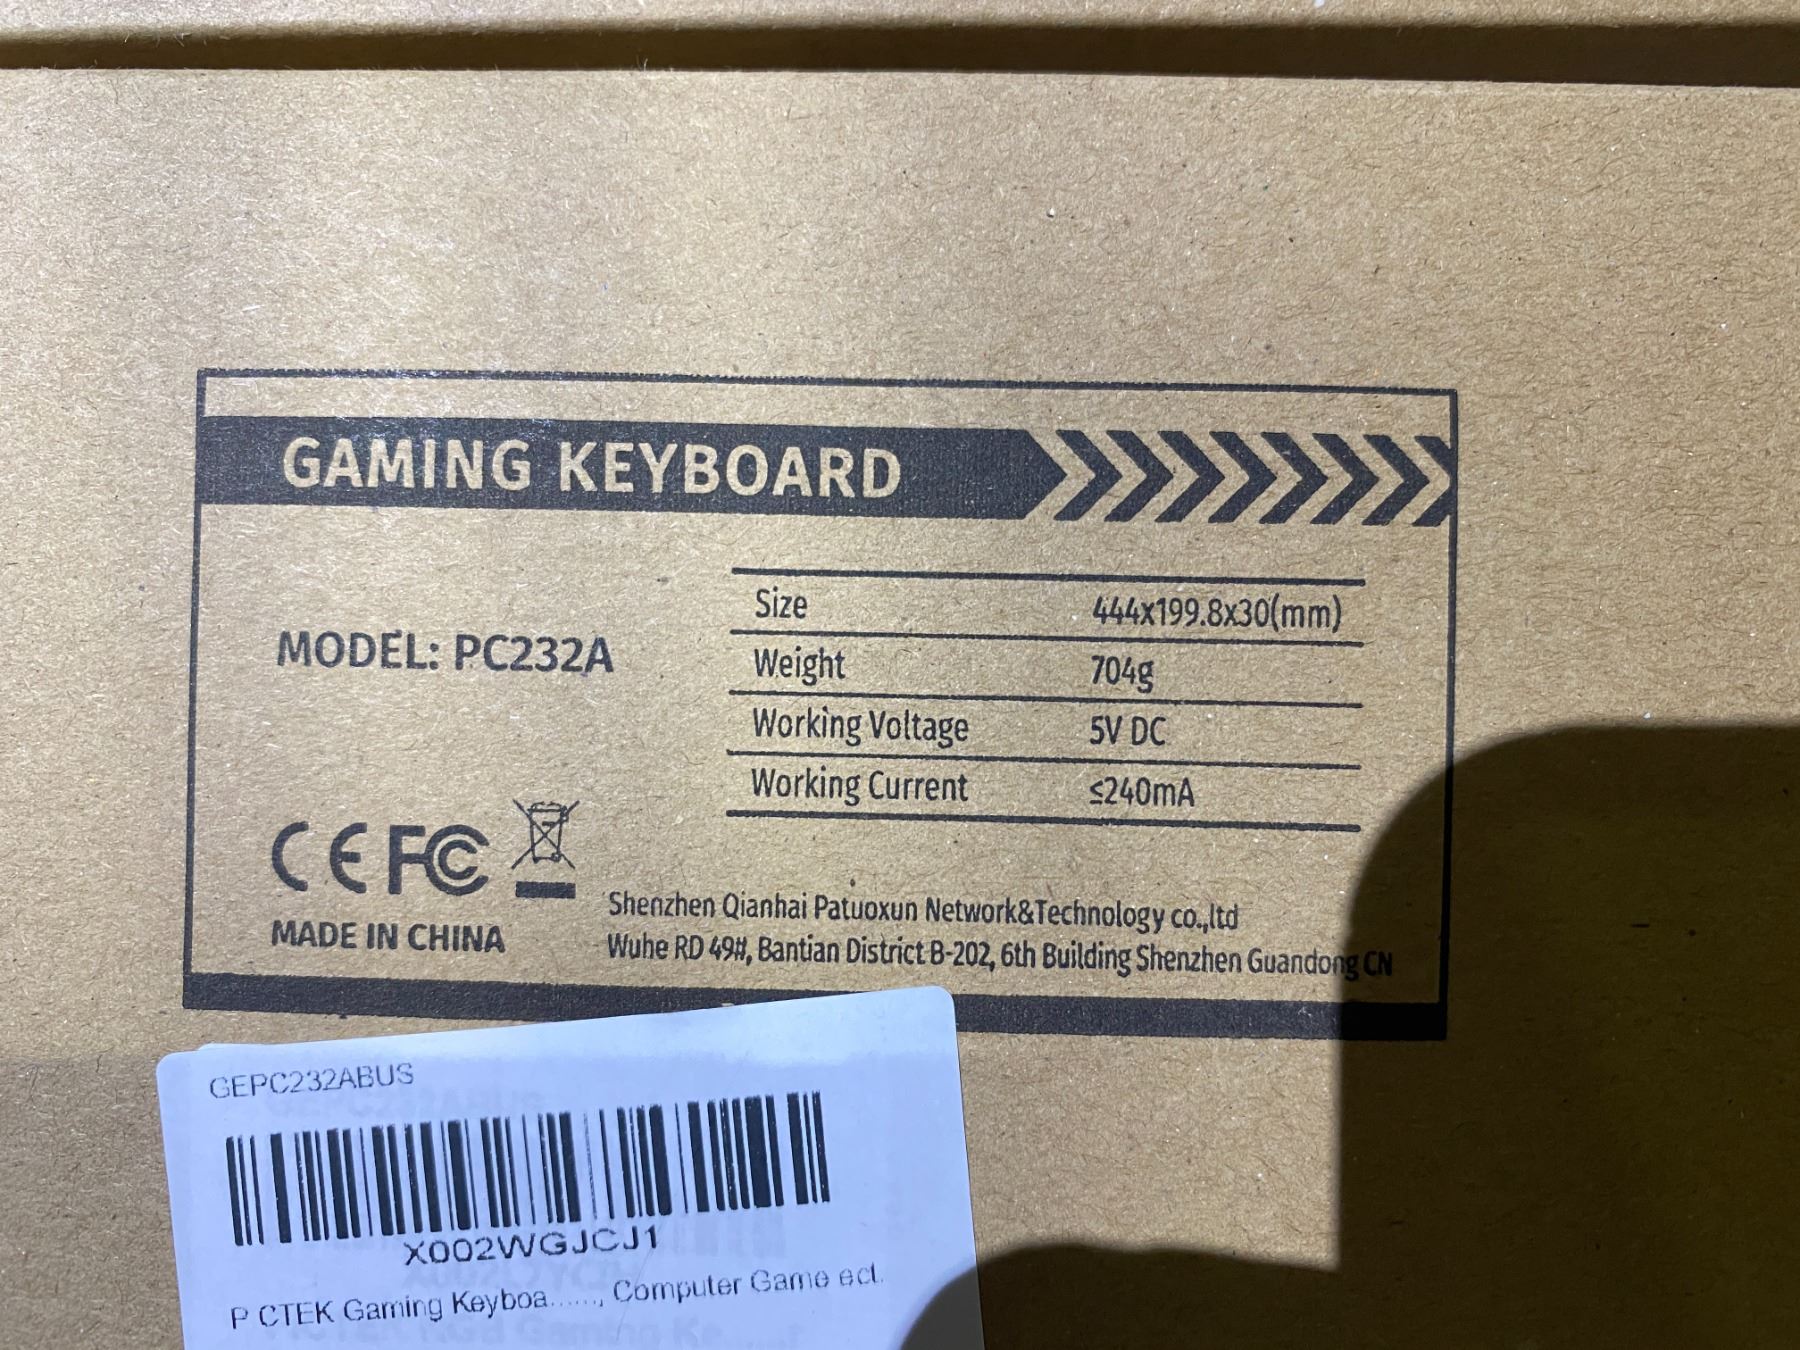 GAMING KEYBOARD
MODEL: PC232A
Size 444x199.8x30(mm)
Weight 704g
Working Voltage 5V DC
Working Current ≤240mA
CE FC
MADE IN CHINA
Shenzhen Qianhai Patuoxun Network&Technology co.,ltd
Wuhe RD 49#, Bantian District B-202, 6th Building Shenzhen Guandong CN
GEPC232ABUS
X002WGJCJ1
P CTEK Gaming Keyboa......, Computer Game ect.